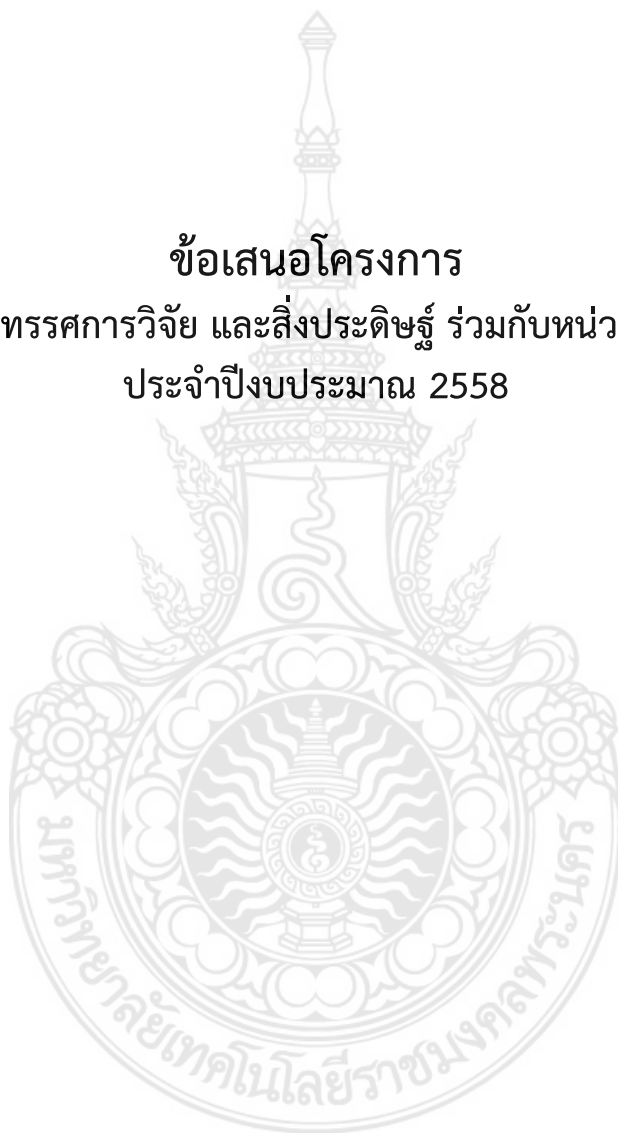 ข้อเสนอโครงการ
ทรรศการวิจัย และสิ่งประดิษฐ์ ร่วมกับหน่ว
ประจำปีงบประมาณ 2558
มหาวิทยาลัยเทคโนโลยีราชมงคลพระนคร